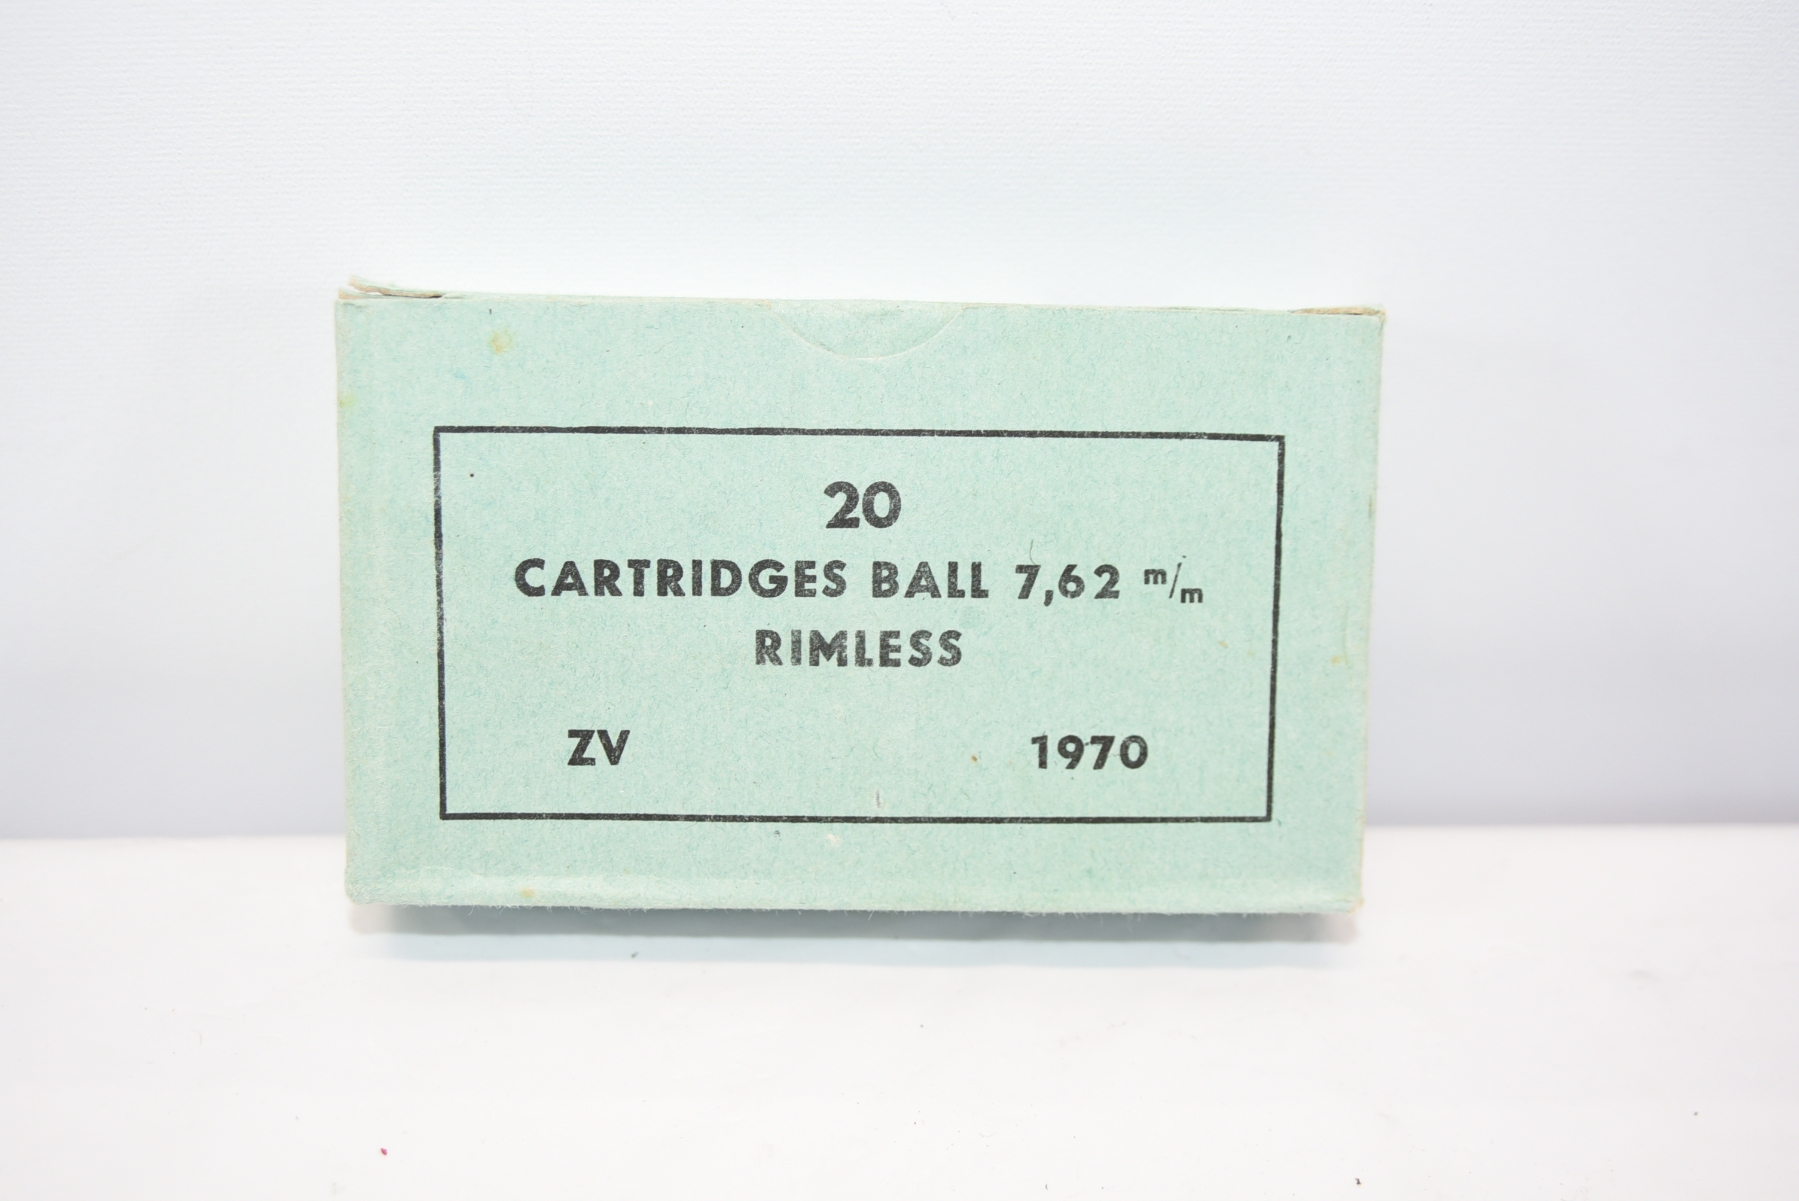 20
CARTRIDGES BALL 7,62 m/m
RIMLESS
ZV 1970